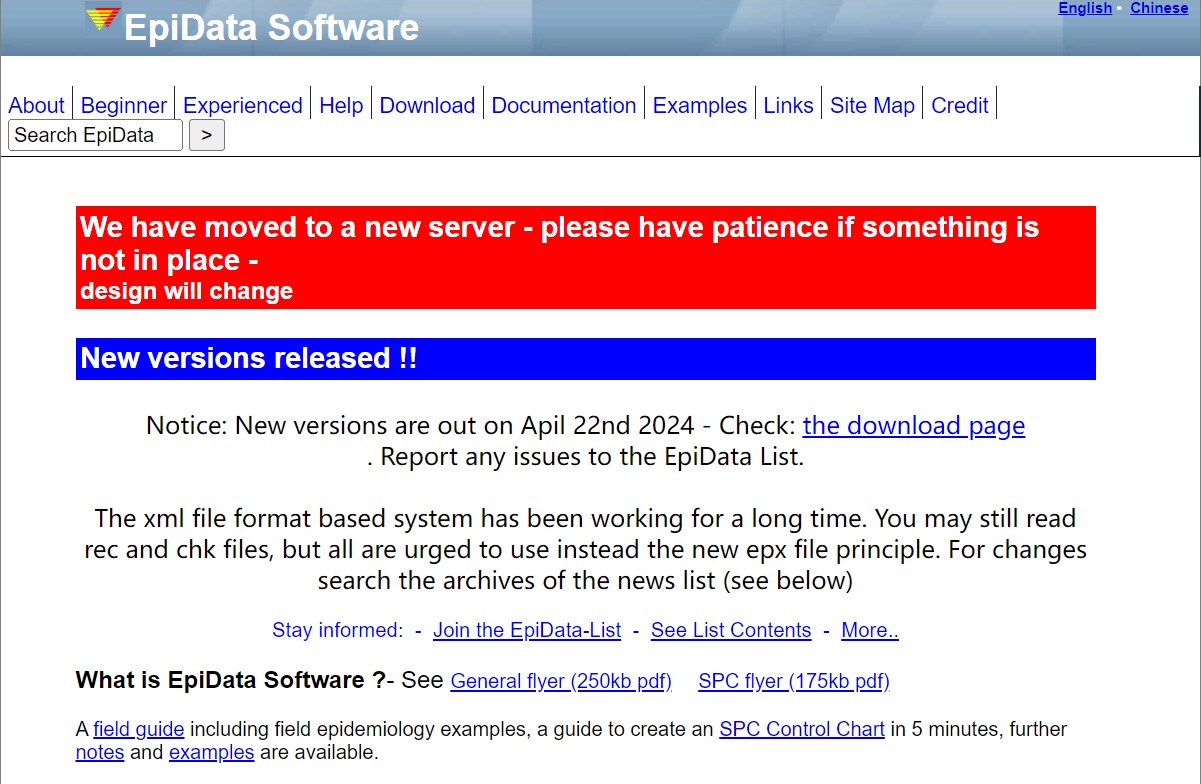 EpiData Software
English • Chinese
About Beginner Experienced Help Download Documentation Examples Links Site Map Credit
Search EpiData >
We have moved to a new server - please have patience if something is
not in place -
design will change
New versions released !!
Notice: New versions are out on Apil 22nd 2024 - Check: the download page
. Report any issues to the EpiData List.
The xml file format based system has been working for a long time. You may still read
rec and chk files, but all are urged to use instead the new epx file principle. For changes
search the archives of the news list (see below)
Stay informed: - Join the EpiData-List - See List Contents - More..
What is EpiData Software ?- See General flyer (250kb pdf) SPC flyer (175kb pdf)
A field guide including field epidemiology examples, a guide to create an SPC Control Chart in 5 minutes, further
notes and examples are available.